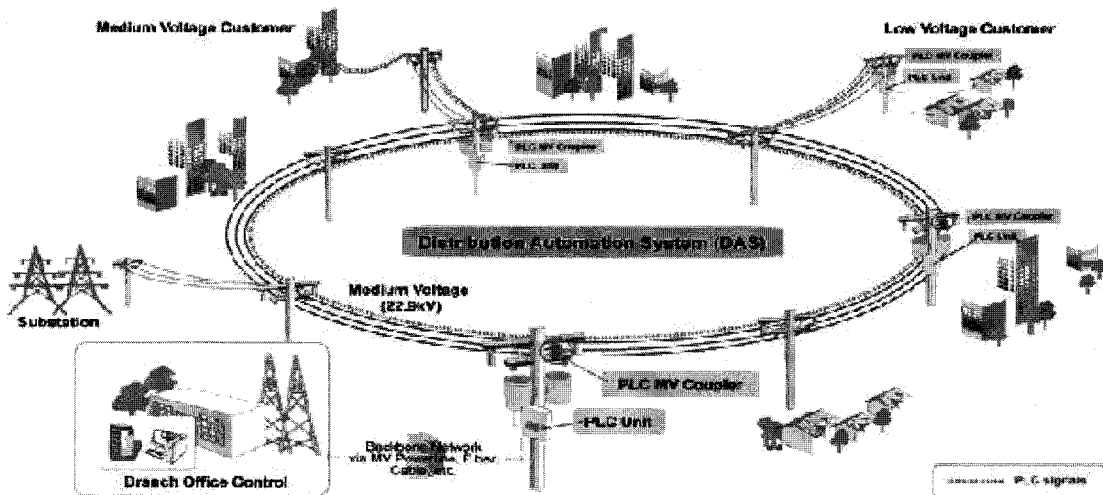 Medium Voltage Customer
Low Voltage Customer
PLC MV Coupler
PLC Unit
PLC MV Coupler
PLC Unit
PLC MV Coupler
PLC Unit
Distribution Automation System (DAS)
Medium Voltage
(22.9kV)
Substation
PLC MV Coupler
PLC Unit
Backbone Network
via MV Powerline, Fiber,
Cable, etc.
Branch Office Control
PLC signals